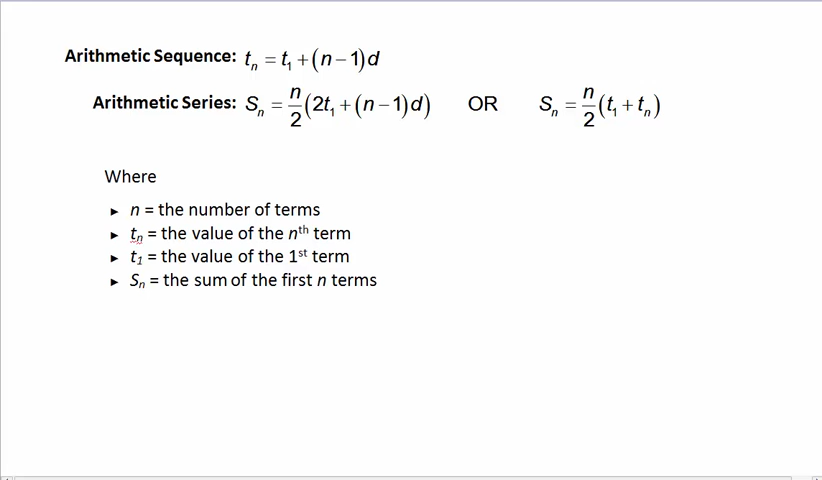 Arithmetic Sequence: tₙ = t₁ + (n − 1)d
Arithmetic Series: Sₙ = n/2 (2t₁ + (n − 1)d) OR Sₙ = n/2 (t₁ + tₙ)
Where
► n = the number of terms
► tₙ = the value of the nᵗʰ term
► t₁ = the value of the 1ˢᵗ term
► Sₙ = the sum of the first n terms